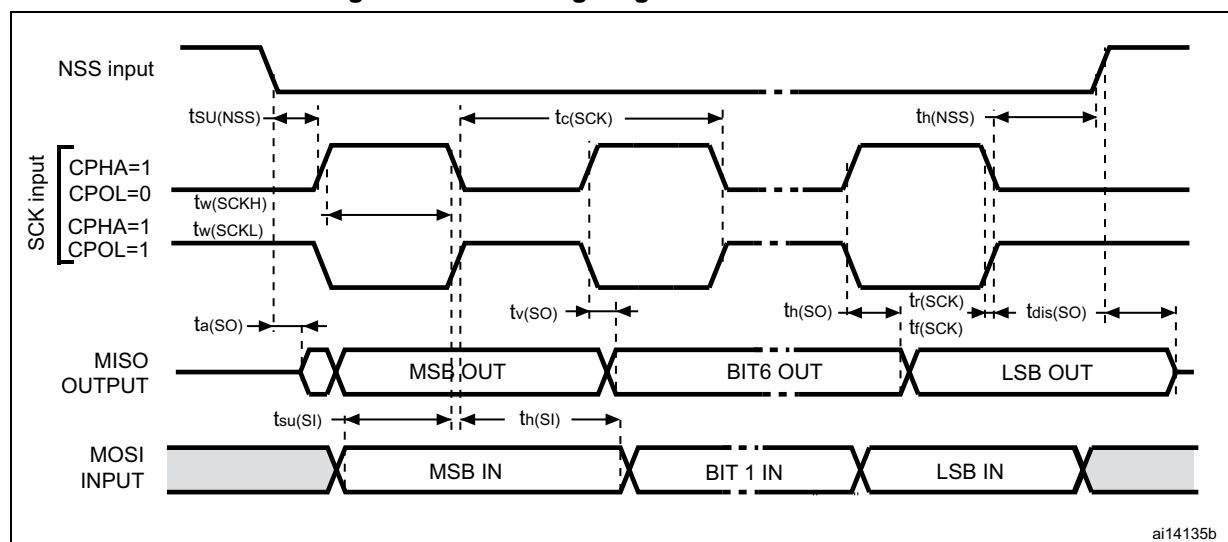 NSS input
tSU(NSS)
tc(SCK)
th(NSS)
SCK input
CPHA=1
CPOL=0
tw(SCKH)
CPHA=1
tw(SCKL)
CPOL=1
ta(SO)
tv(SO)
th(SO)
tr(SCK)
tf(SCK)
tdis(SO)
MISO
OUTPUT
MSB OUT
BIT6 OUT
LSB OUT
tsu(SI)
th(SI)
MOSI
INPUT
MSB IN
BIT 1 IN
LSB IN
ai14135b